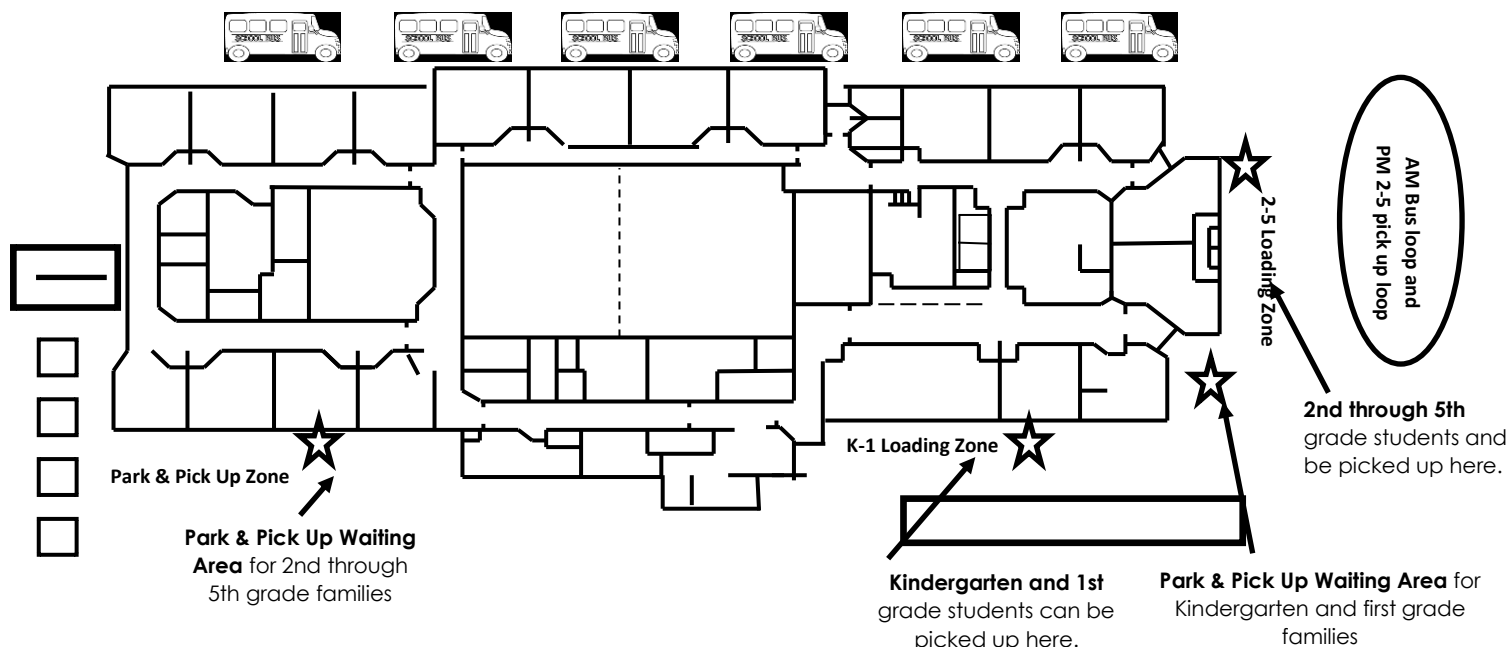 SCHOOL BUS
SCHOOL BUS
SCHOOL BUS
SCHOOL BUS
SCHOOL BUS
SCHOOL BUS
AM Bus loop and
PM 2-5 pick up loop
2-5 Loading Zone
2nd through 5th
grade students and
be picked up here.
K-1 Loading Zone
Park & Pick Up Zone
Park & Pick Up Waiting
Area for 2nd through
5th grade families
Kindergarten and 1st
grade students can be
picked up here.
Park & Pick Up Waiting Area for
Kindergarten and first grade
families